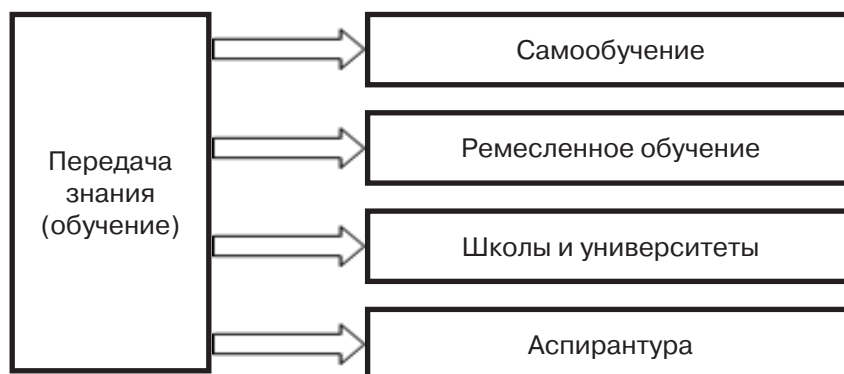 Передача
знания
(обучение)
Самообучение
Ремесленное обучение
Школы и университеты
Аспирантура